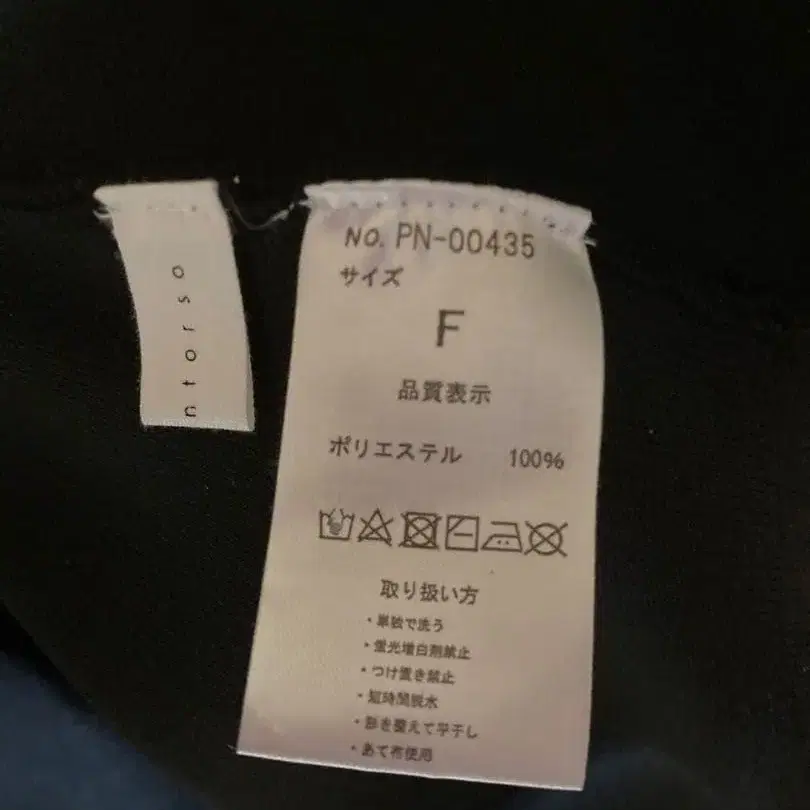 ntorso
NO. PN-00435
サイズ
F
品質表示
ポリエステル 100%
取り扱い方
・単独で洗う
・蛍光増白剤禁止
・つけ置き禁止
・短時間脱水
・形を整えて平干し
・あて布使用